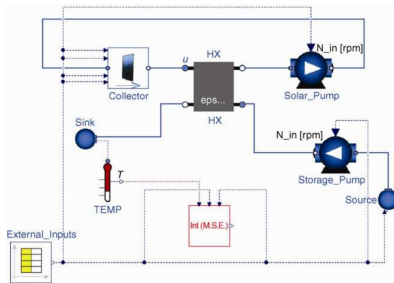 N_in [rpm]
u
HX
Collector
Solar_Pump
eps...
Sink
HX
N_in [rpm]
T
TEMP
Storage_Pump
Source
Int (M.S.E.)
External_Inputs